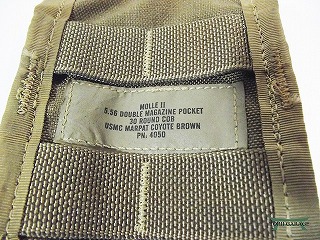 MOLLE II
5.56 DOUBLE MAGAZINE POCKET
30 ROUND COB
USMC MARPAT COYOTE BROWN
PN. 4050